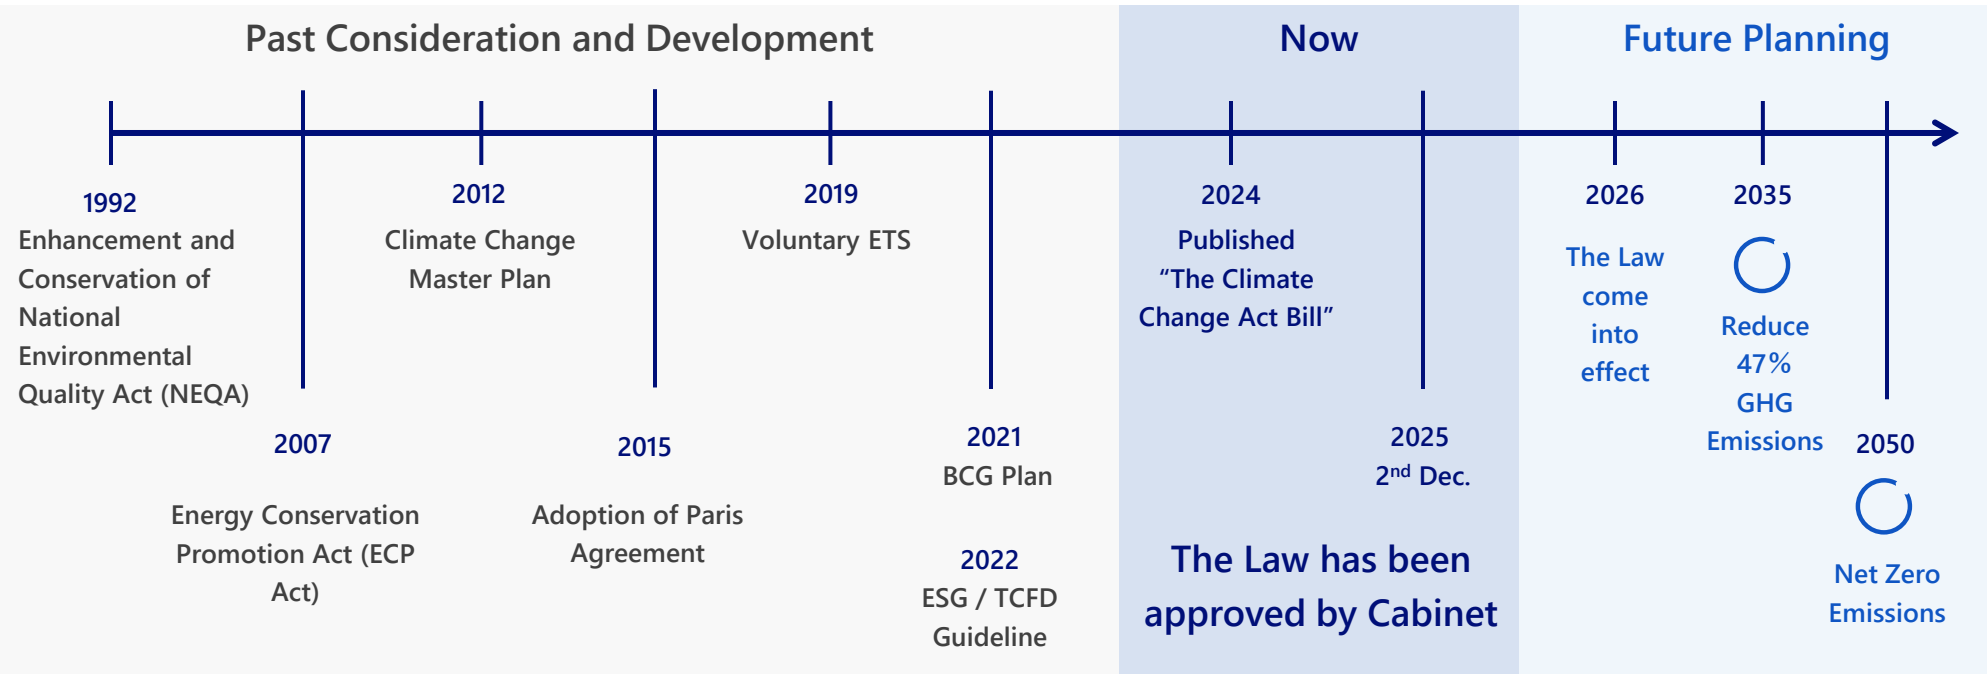 Past Consideration and Development
Now
Future Planning
1992
Enhancement and
Conservation of
National
Environmental
Quality Act (NEQA)
2007
Energy Conservation
Promotion Act (ECP
Act)
2012
Climate Change
Master Plan
2015
Adoption of Paris
Agreement
2019
Voluntary ETS
2021
BCG Plan
2022
ESG / TCFD
Guideline
2024
Published
“The Climate
Change Act Bill”
2025
2nd Dec.
The Law has been
approved by Cabinet
2026
The Law
come
into
effect
2035
Reduce
47%
GHG
Emissions
2050
Net Zero
Emissions